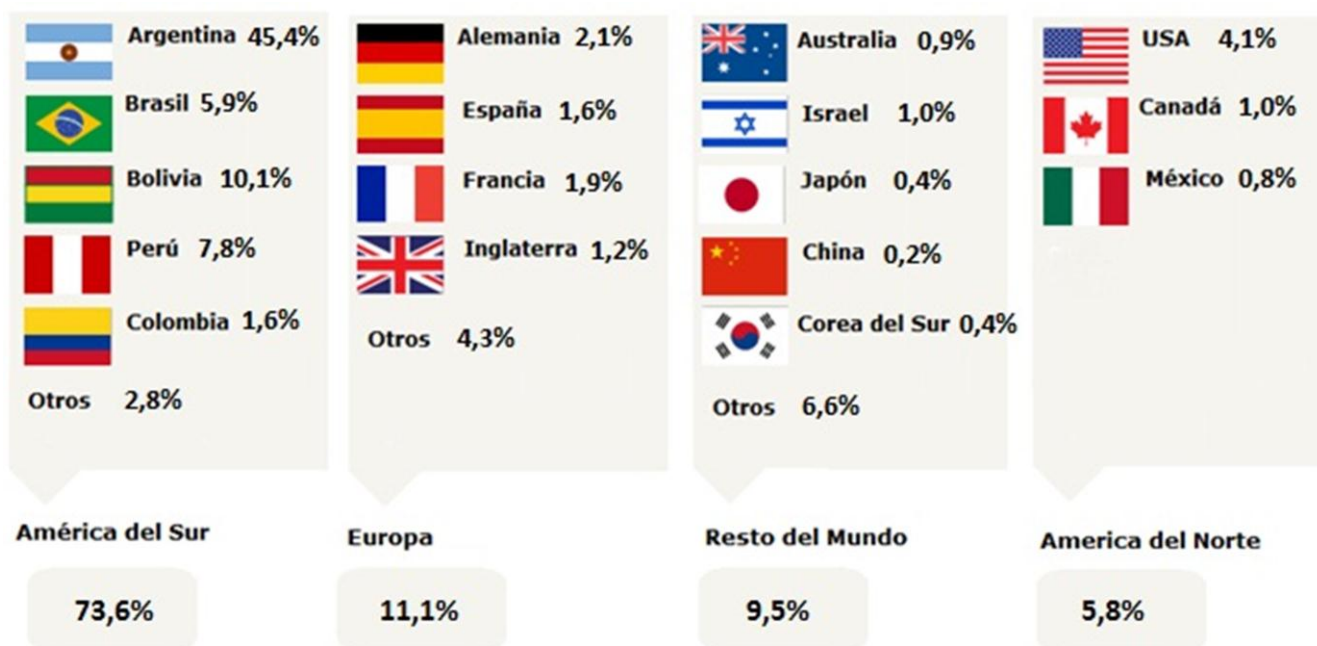 Argentina 45,4%
Brasil 5,9%
Bolivia 10,1%
Perú 7,8%
Colombia 1,6%
Otros 2,8%
América del Sur
73,6%
Alemania 2,1%
España 1,6%
Francia 1,9%
Inglaterra 1,2%
Otros 4,3%
Europa
11,1%
Australia 0,9%
Israel 1,0%
Japón 0,4%
China 0,2%
Corea del Sur 0,4%
Otros 6,6%
Resto del Mundo
9,5%
USA 4,1%
Canadá 1,0%
México 0,8%
America del Norte
5,8%